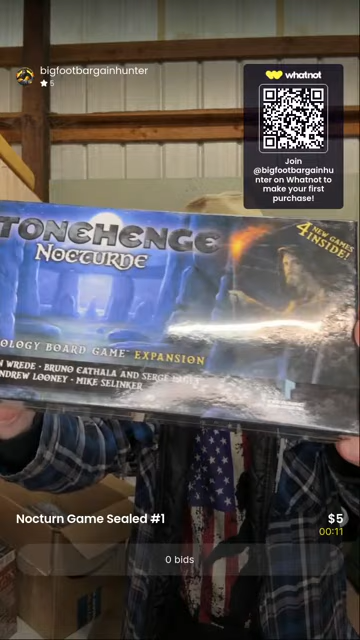 bigfootbargainhunter
5
whatnot
Join
@bigfootbargainhu
nter on Whatnot to
make your first
purchase!
TONEHENGE
NOCTURNE
4 NEW GAMES
INSIDE!
OLOGY BOARD GAME EXPANSION
WREDE • BRUNO CATHALA AND SERGE
ANDREW LOONEY • MIKE SELINKER
Nocturn Game Sealed #1
$5
00:11
0 bids